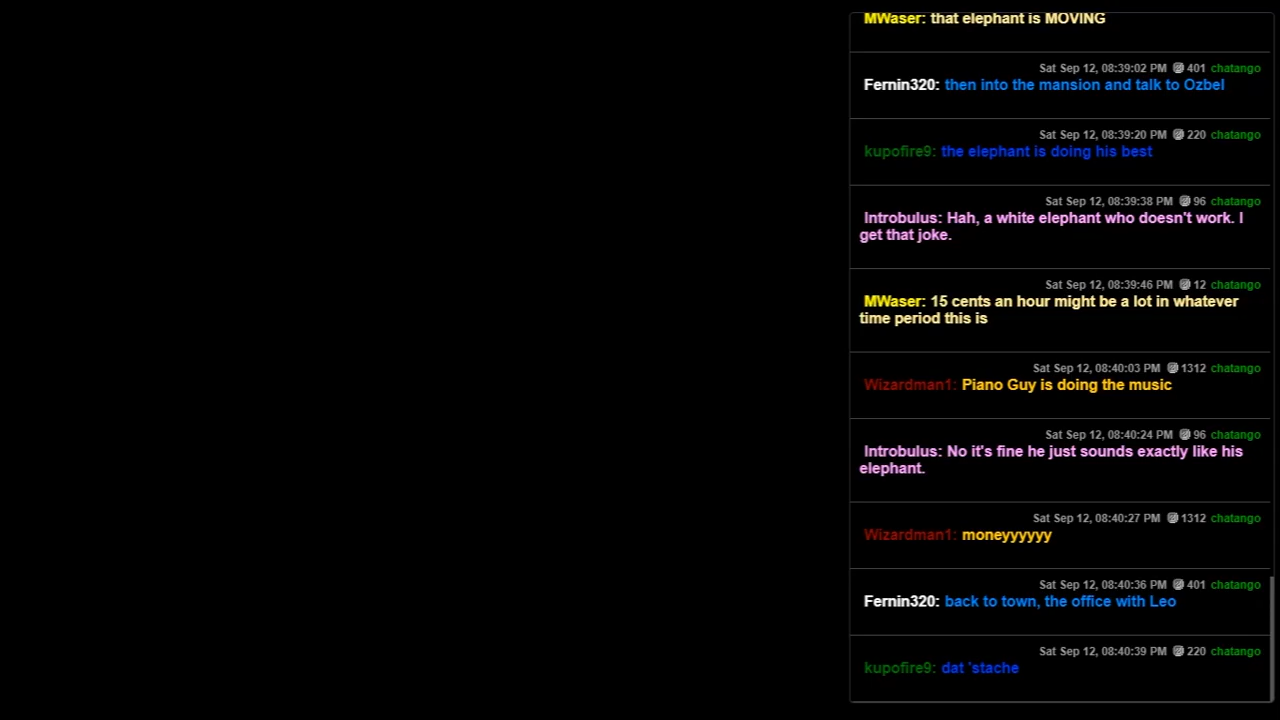 MWaser: that elephant is MOVING
Sat Sep 12, 08:39:02 PM 401 chatango
Fernin320: then into the mansion and talk to Ozbel
Sat Sep 12, 08:39:20 PM 220 chatango
kupofire9: the elephant is doing his best
Sat Sep 12, 08:39:38 PM 96 chatango
Introbulus: Hah, a white elephant who doesn't work. I
get that joke.
Sat Sep 12, 08:39:46 PM 12 chatango
MWaser: 15 cents an hour might be a lot in whatever
time period this is
Sat Sep 12, 08:40:03 PM 1312 chatango
Wizardman1: Piano Guy is doing the music
Sat Sep 12, 08:40:24 PM 96 chatango
Introbulus: No it's fine he just sounds exactly like his
elephant.
Sat Sep 12, 08:40:27 PM 1312 chatango
Wizardman1: moneyyyyyy
Sat Sep 12, 08:40:36 PM 401 chatango
Fernin320: back to town, the office with Leo
Sat Sep 12, 08:40:39 PM 220 chatango
kupofire9: dat 'stache